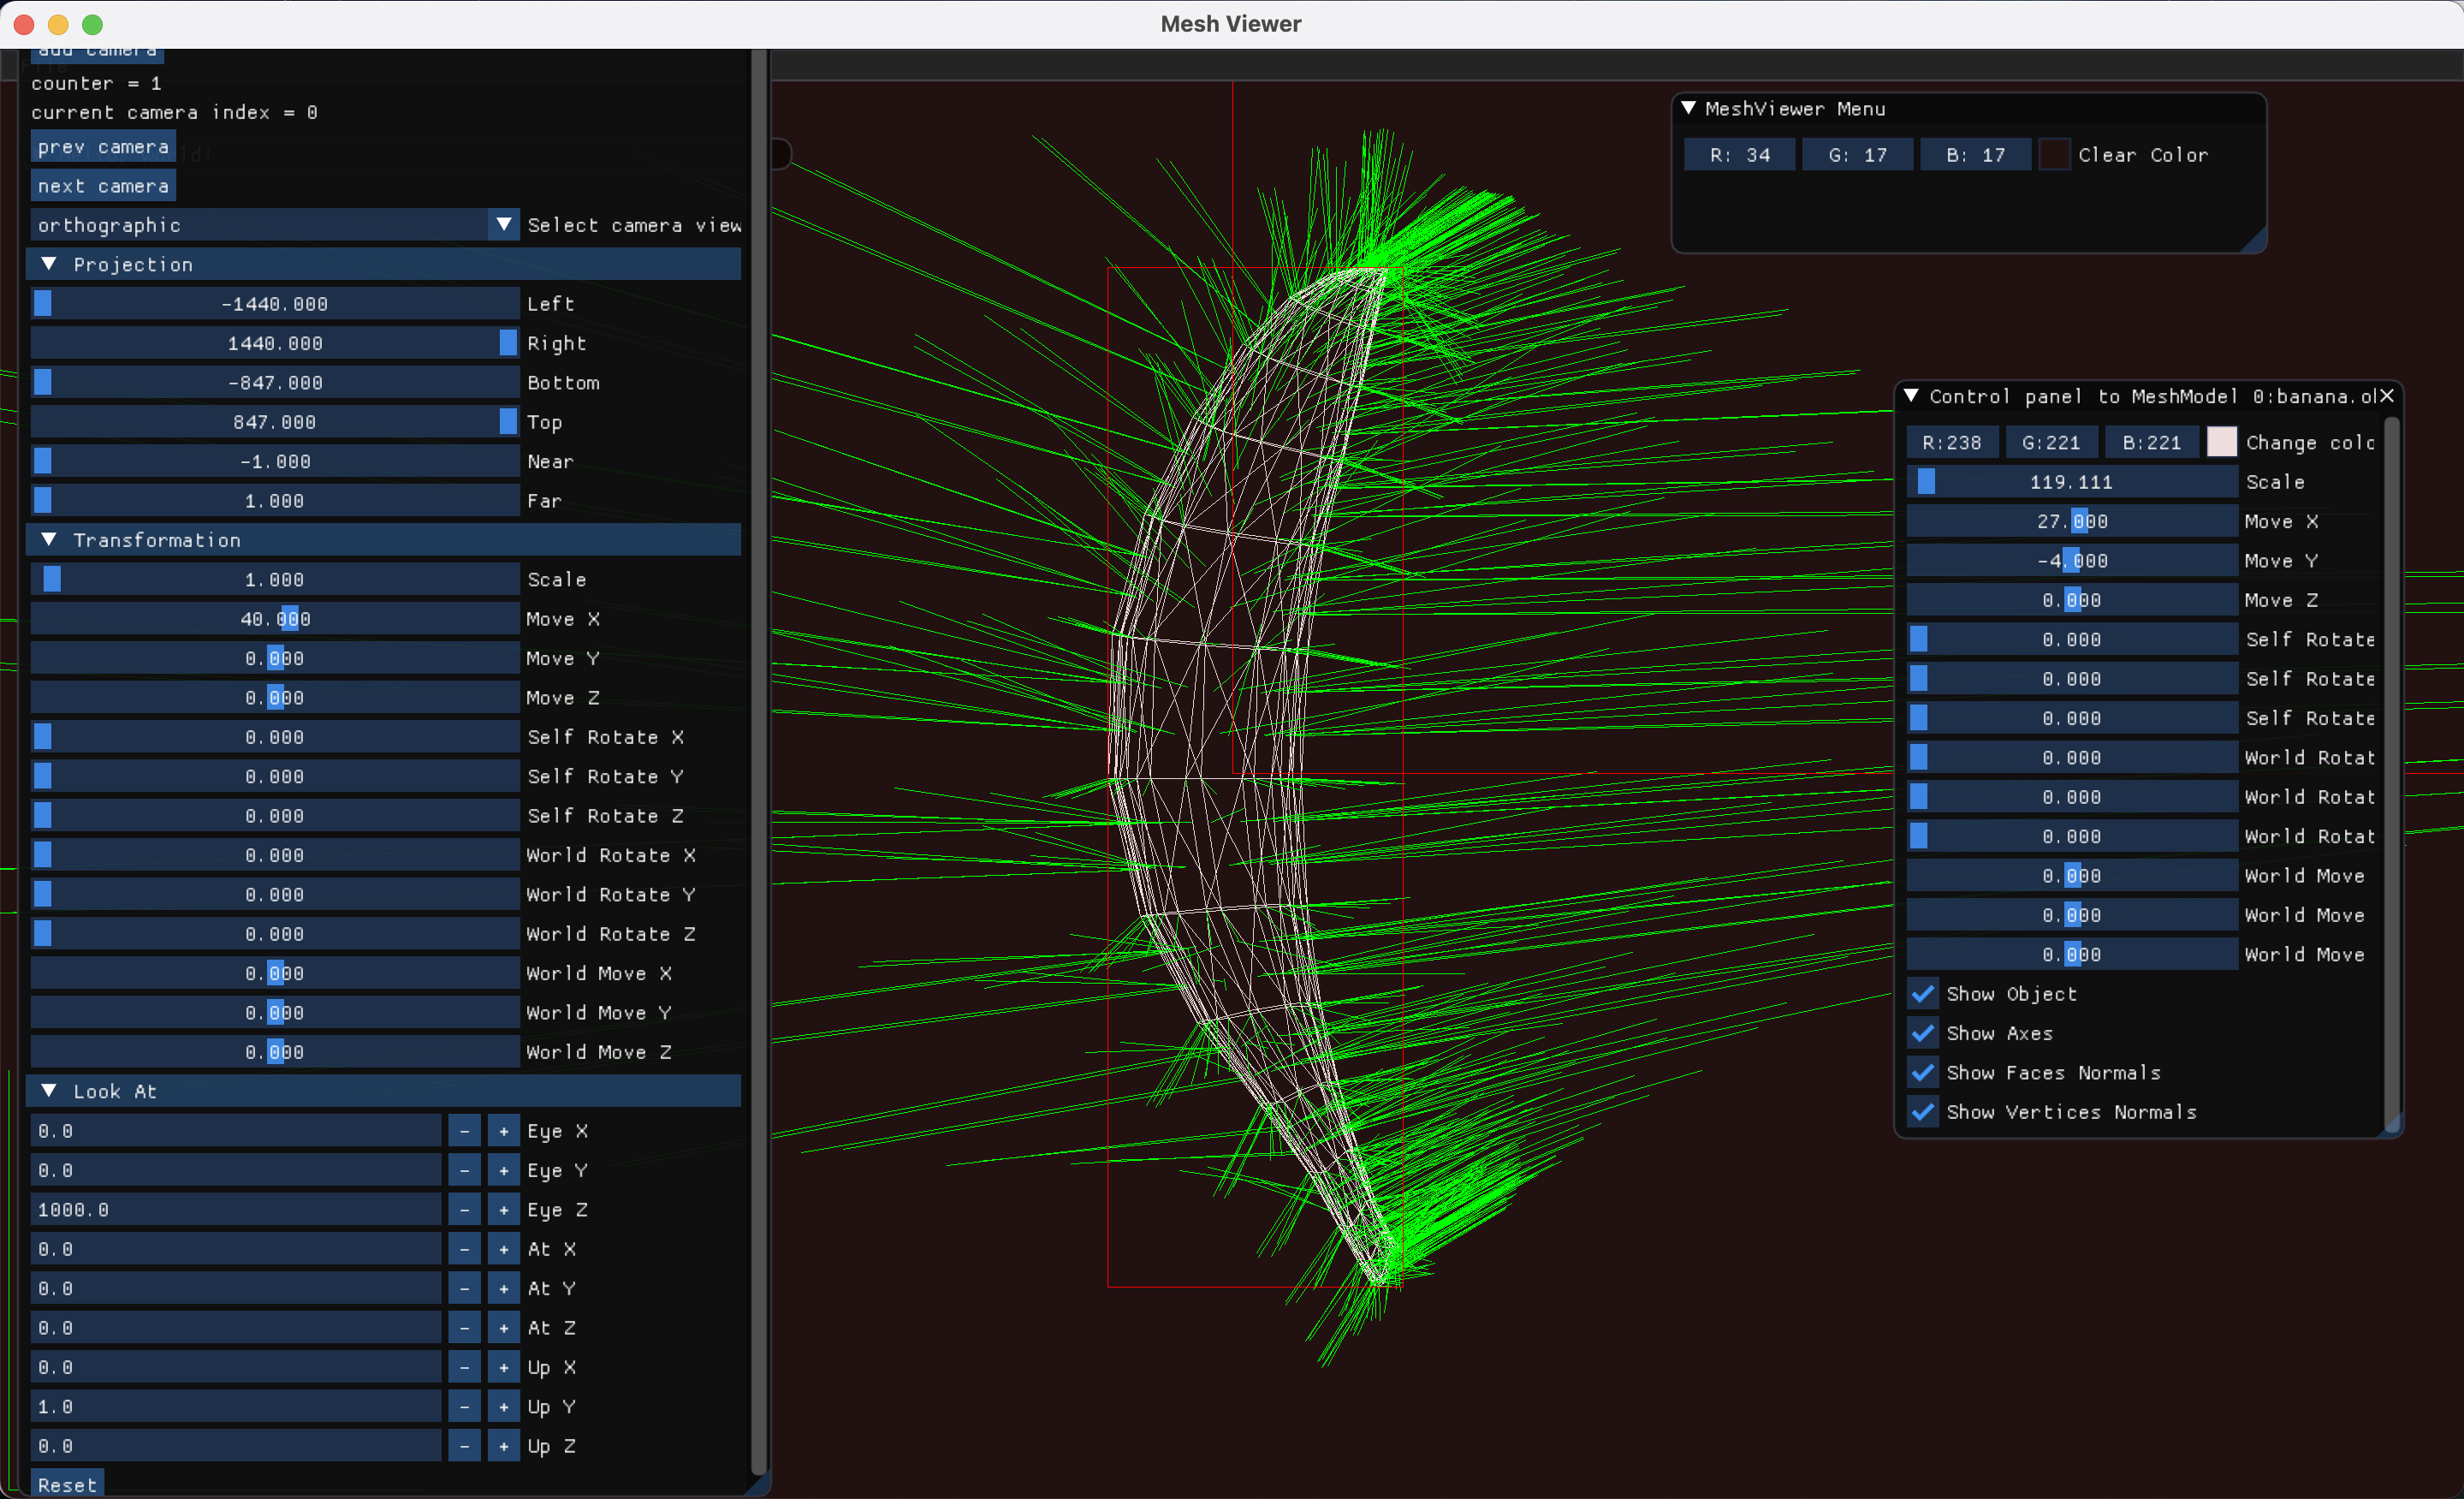 Mesh Viewer
add camera
counter = 1
current camera index = 0
prev camera
next camera
orthographic Select camera view
Projection
-1440.000 Left
1440.000 Right
-847.000 Bottom
847.000 Top
-1.000 Near
1.000 Far
Transformation
1.000 Scale
40.000 Move X
0.000 Move Y
0.000 Move Z
0.000 Self Rotate X
0.000 Self Rotate Y
0.000 Self Rotate Z
0.000 World Rotate X
0.000 World Rotate Y
0.000 World Rotate Z
0.000 World Move X
0.000 World Move Y
0.000 World Move Z
Look At
0.0 - + Eye X
0.0 - + Eye Y
1000.0 - + Eye Z
0.0 - + At X
0.0 - + At Y
0.0 - + At Z
0.0 - + Up X
1.0 - + Up Y
0.0 - + Up Z
Reset
MeshViewer Menu
R: 34 G: 17 B: 17 Clear Color
Control panel to MeshModel 0:banana.ob
R:238 G:221 B:221 Change colo
119.111 Scale
27.000 Move X
-4.000 Move Y
0.000 Move Z
0.000 Self Rotate
0.000 Self Rotate
0.000 Self Rotate
0.000 World Rotat
0.000 World Rotat
0.000 World Rotat
0.000 World Move
0.000 World Move
0.000 World Move
Show Object
Show Axes
Show Faces Normals
Show Vertices Normals